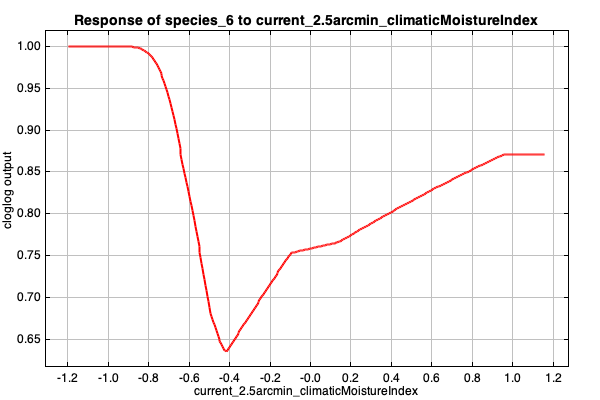 Response of species_6 to current_2.5arcmin_climaticMoistureIndex
cloglog output
1.00
0.95
0.90
0.85
0.80
0.75
0.70
0.65
-1.2 -1.0 -0.8 -0.6 -0.4 -0.2 -0.0 0.2 0.4 0.6 0.8 1.0 1.2
current_2.5arcmin_climaticMoistureIndex